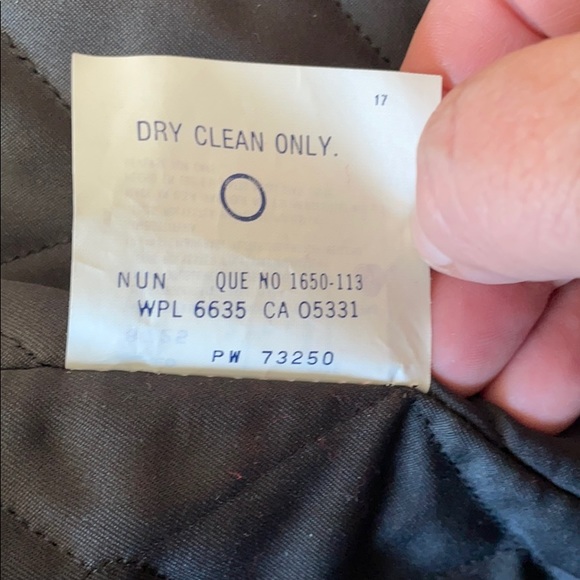 17
DRY CLEAN ONLY.
NUN QUE NO 1650-113
WPL 6635 CA 05331
PW 73250